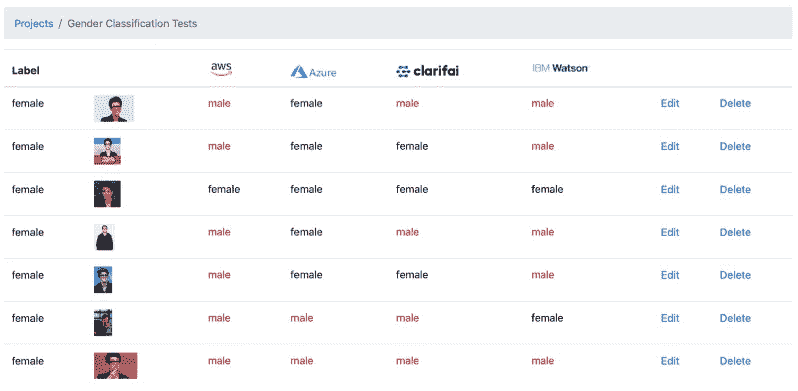 Projects / Gender Classification Tests
Label aws Azure clarifai IBM Watson
female male female male male Edit Delete
female male female female male Edit Delete
female female female female female Edit Delete
female male female male male Edit Delete
female male female female male Edit Delete
female male male male female Edit Delete
female male male male male Edit Delete